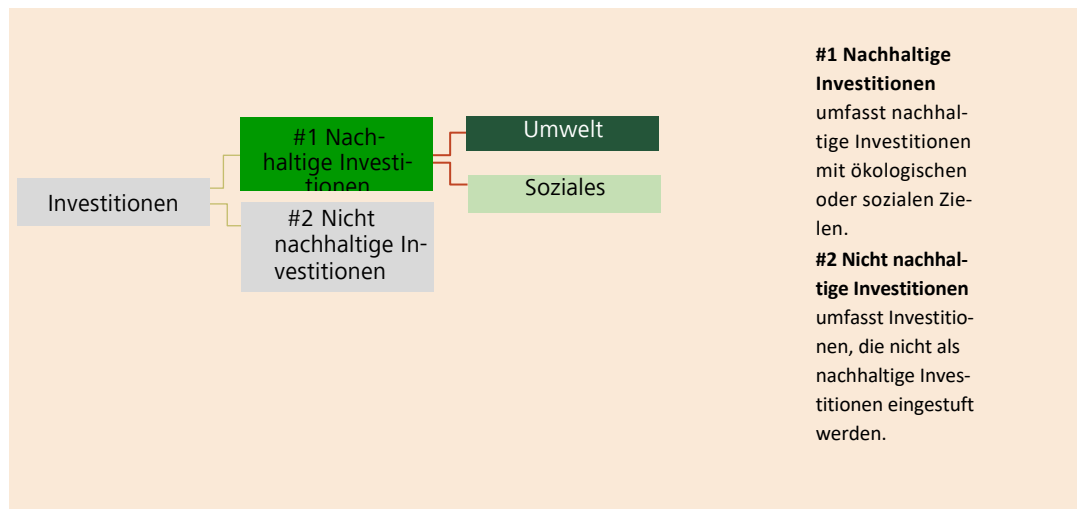 Investitionen
#1 Nach-
haltige Investi-
tionen
#2 Nicht
nachhaltige In-
vestitionen
Umwelt
Soziales
#1 Nachhaltige
Investitionen
umfasst nachhal-
tige Investitionen
mit ökologischen
oder sozialen Zie-
len.
#2 Nicht nachhal-
tige Investitionen
umfasst Investitio-
nen, die nicht als
nachhaltige Inves-
titionen eingestuft
werden.